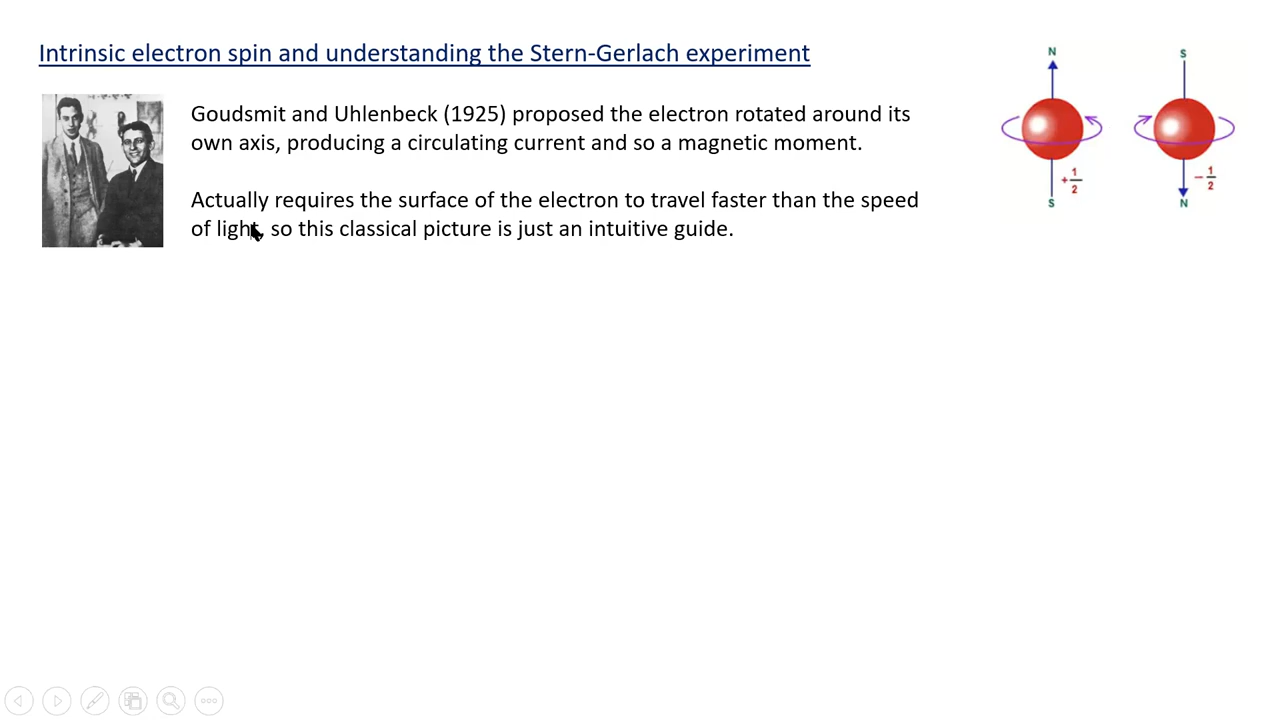 Intrinsic electron spin and understanding the Stern-Gerlach experiment
Goudsmit and Uhlenbeck (1925) proposed the electron rotated around its
own axis, producing a circulating current and so a magnetic moment.
Actually requires the surface of the electron to travel faster than the speed
of light, so this classical picture is just an intuitive guide.
N
S
+1/2
-1/2
S
N